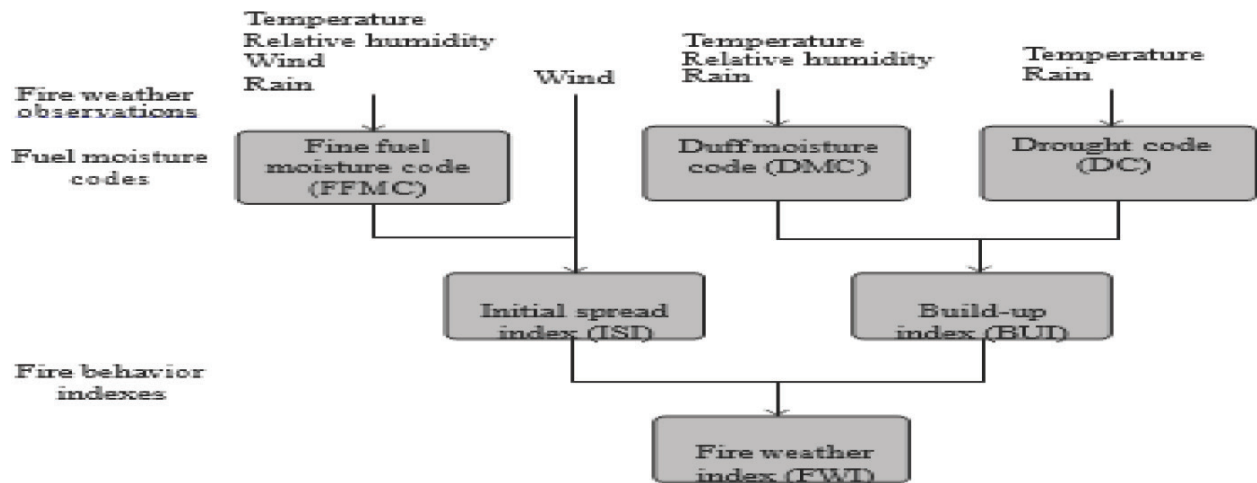 Temperature
Relative humidity
Wind
Rain
Wind
Temperature
Relative humidity
Rain
Temperature
Rain
Fire weather
observations
Fuel moisture
codes
Fine fuel
moisture code
(FFMC)
Duff moisture
code (DMC)
Drought code
(DC)
Initial spread
index (ISI)
Build-up
index (BUI)
Fire behavior
indexes
Fire weather
index (FWI)